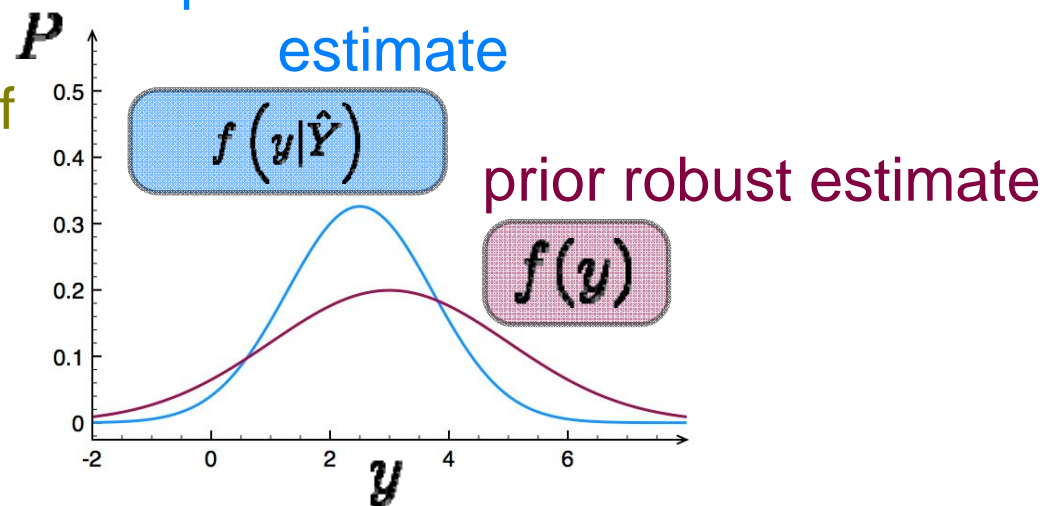 estimate
P
f
0.5
f(y|Ŷ)
0.4
prior robust estimate
0.3
f(y)
0.2
0.1
0
-2 0 2 4 6
y